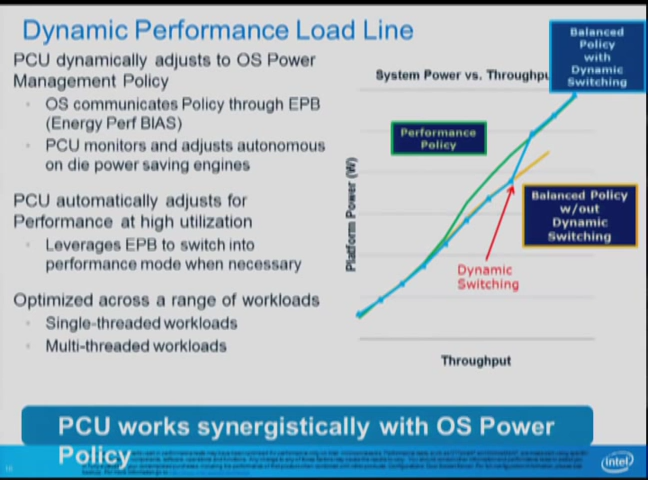 Dynamic Performance Load Line
PCU dynamically adjusts to OS Power
Management Policy
OS communicates Policy through EPB
(Energy Perf BIAS)
PCU monitors and adjusts autonomous
on die power saving engines
PCU automatically adjusts for
Performance at high utilization
Leverages EPB to switch into
performance mode when necessary
Optimized across a range of workloads
Single-threaded workloads
Multi-threaded workloads
System Power vs. Throughpu
Balanced
Policy
with
Dynamic
Switching
Performance
Policy
Balanced Policy
w/out
Dynamic
Switching
Dynamic
Switching
Platform Power (W)
Throughput
PCU works synergistically with OS Power
Policy
intel